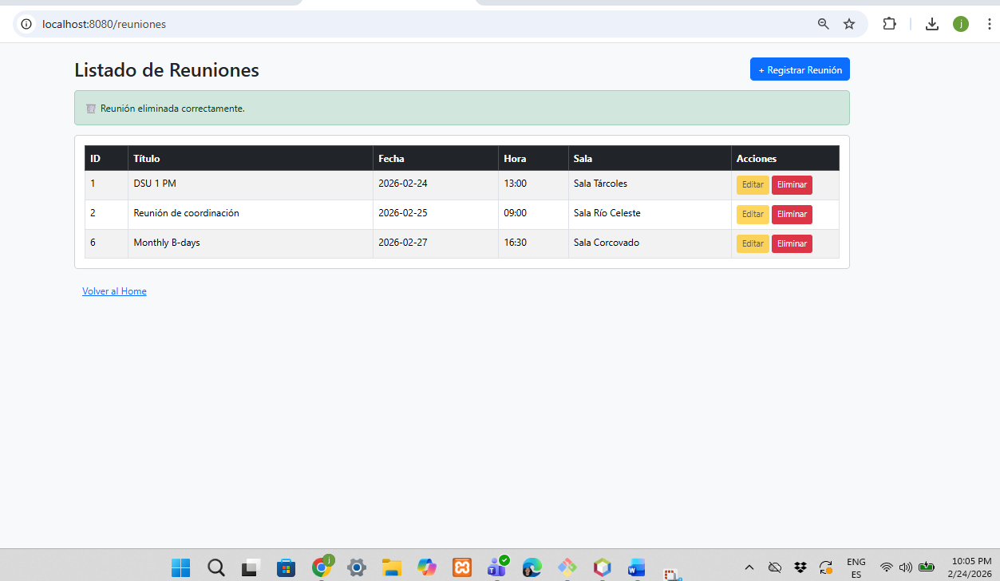 localhost:8080/reuniones
j
Listado de Reuniones
+ Registrar Reunión
Reunión eliminada correctamente.
ID Título Fecha Hora Sala Acciones
1 DSU 1 PM 2026-02-24 13:00 Sala Tárcoles Editar Eliminar
2 Reunión de coordinación 2026-02-25 09:00 Sala Río Celeste Editar Eliminar
6 Monthly B-days 2026-02-27 16:30 Sala Corcovado Editar Eliminar
Volver al Home
ENG 10:05 PM
ES 2/24/2026